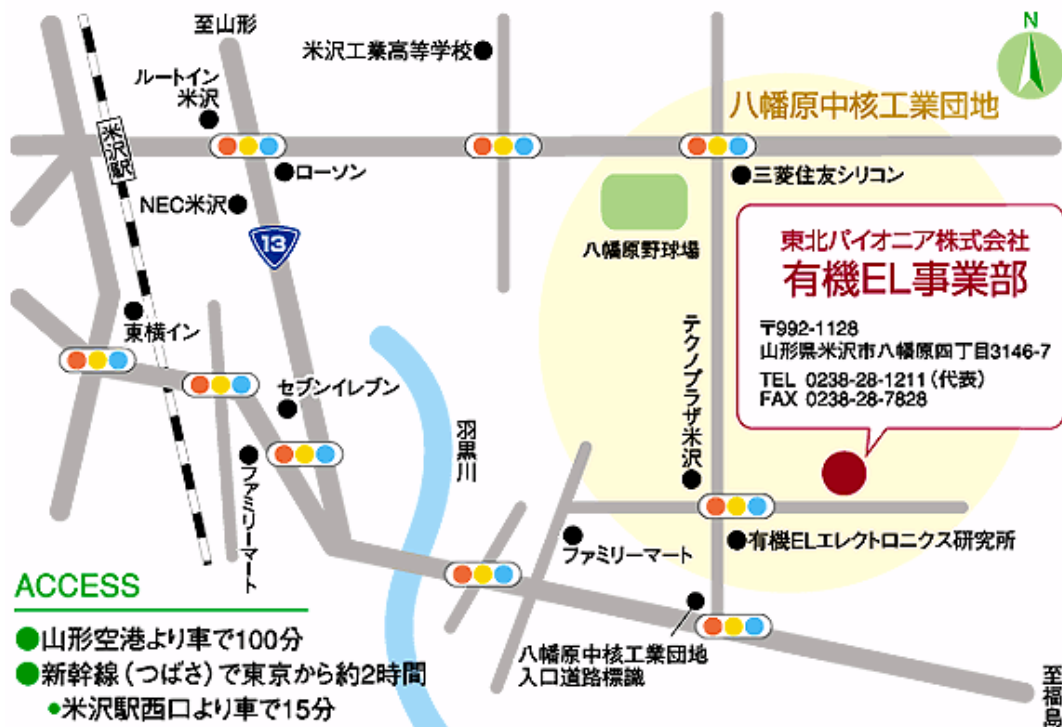 至山形
米沢工業高等学校
N
ルートイン
米沢
八幡原中核工業団地
米沢駅
ローソン
三菱住友シリコン
NEC米沢
13
八幡原野球場
東北パイオニア株式会社
有機EL事業部
〒992-1128
山形県米沢市八幡原四丁目3146-7
TEL 0238-28-1211(代表)
FAX 0238-28-7828
東横イン
テクノプラザ米沢
セブンイレブン
羽黒川
ファミリーマート
ファミリーマート
有機ELエレクトロニクス研究所
八幡原中核工業団地
入口道路標識
至福島
ACCESS
●山形空港より車で100分
●新幹線(つばさ)で東京から約2時間
•米沢駅西口より車で15分